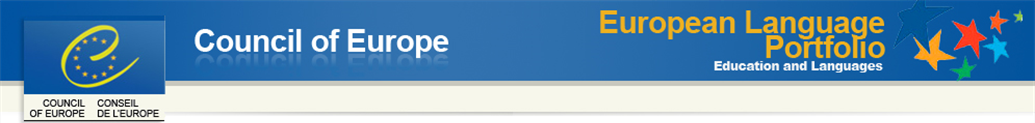 Council of Europe
European Language
Portfolio
Education and Languages
COUNCIL CONSEIL
OF EUROPE DE L'EUROPE